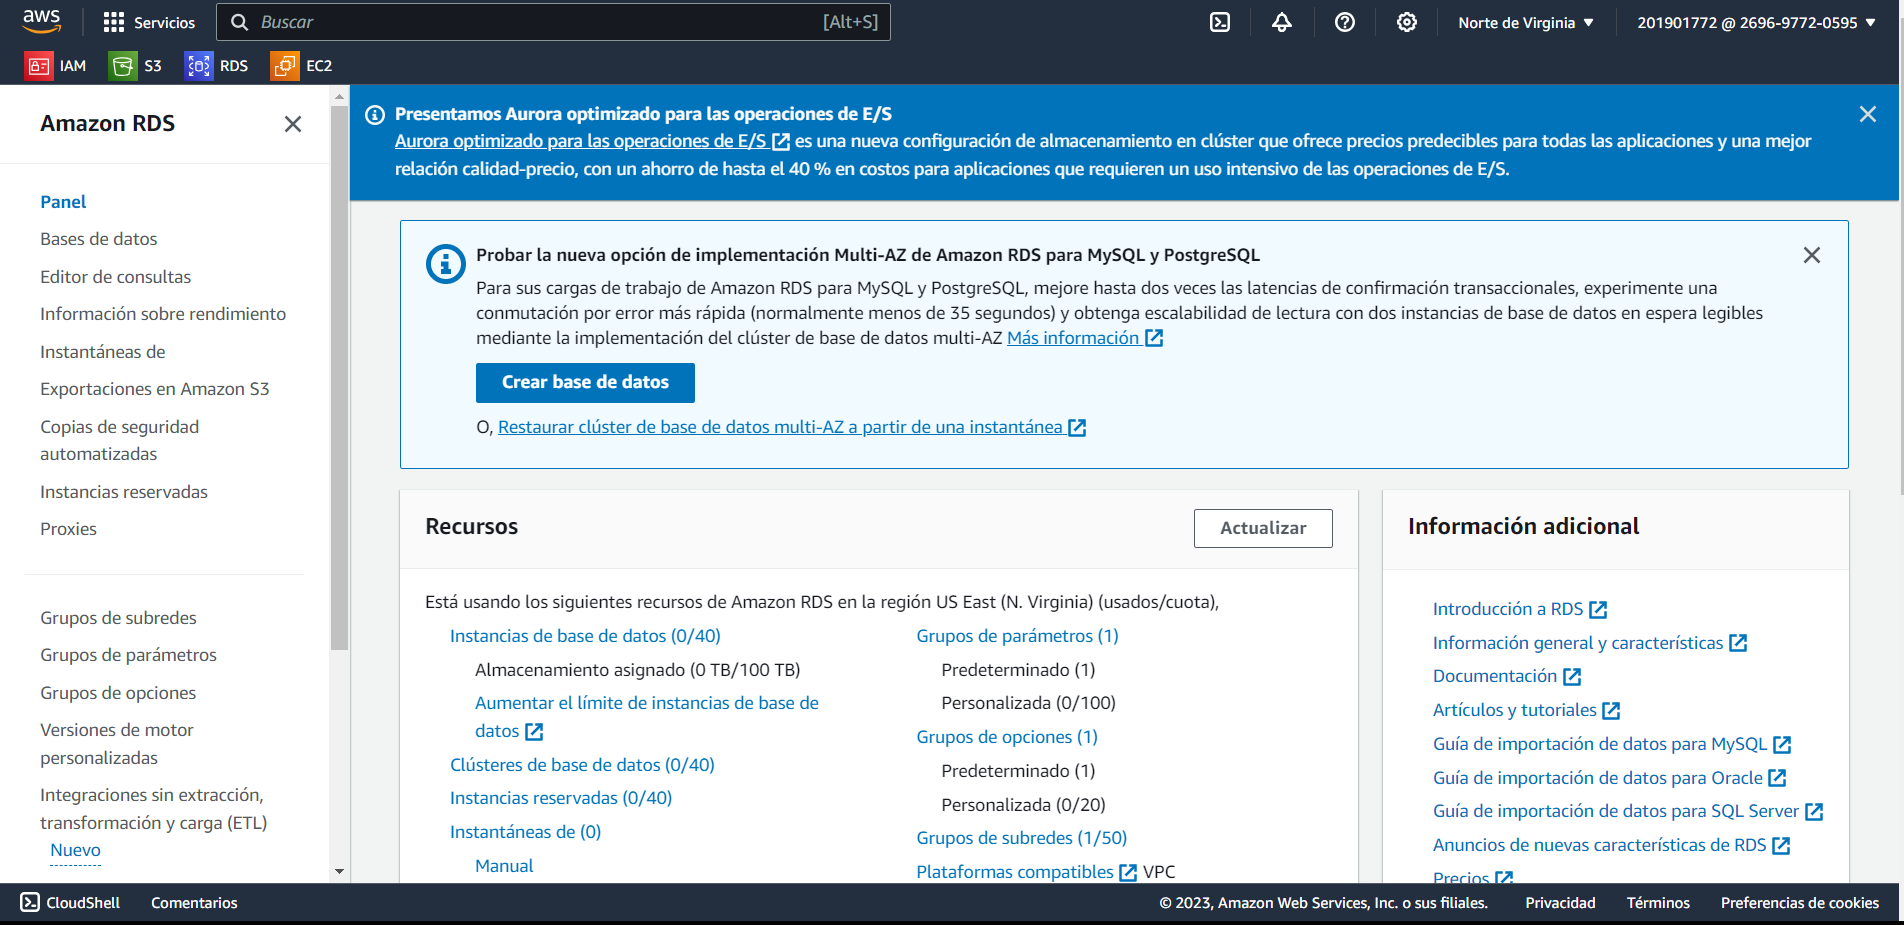 aws
Servicios
Buscar
[Alt+S]
Norte de Virginia
201901772 @ 2696-9772-0595
IAM
S3
RDS
EC2
Amazon RDS
Panel
Bases de datos
Editor de consultas
Información sobre rendimiento
Instantáneas de
Exportaciones en Amazon S3
Copias de seguridad
automatizadas
Instancias reservadas
Proxies
Grupos de subredes
Grupos de parámetros
Grupos de opciones
Versiones de motor
personalizadas
Integraciones sin extracción,
transformación y carga (ETL)
Nuevo
Presentamos Aurora optimizado para las operaciones de E/S
Aurora optimizado para las operaciones de E/S es una nueva configuración de almacenamiento en clúster que ofrece precios predecibles para todas las aplicaciones y una mejor
relación calidad-precio, con un ahorro de hasta el 40 % en costos para aplicaciones que requieren un uso intensivo de las operaciones de E/S.
Probar la nueva opción de implementación Multi-AZ de Amazon RDS para MySQL y PostgreSQL
Para sus cargas de trabajo de Amazon RDS para MySQL y PostgreSQL, mejore hasta dos veces las latencias de confirmación transaccionales, experimente una
conmutación por error más rápida (normalmente menos de 35 segundos) y obtenga escalabilidad de lectura con dos instancias de base de datos en espera legibles
mediante la implementación del clúster de base de datos multi-AZ Más información
Crear base de datos
O, Restaurar clúster de base de datos multi-AZ a partir de una instantánea
Recursos
Actualizar
Está usando los siguientes recursos de Amazon RDS en la región US East (N. Virginia) (usados/cuota),
Instancias de base de datos (0/40)
Almacenamiento asignado (0 TB/100 TB)
Aumentar el límite de instancias de base de
datos
Clústeres de base de datos (0/40)
Instancias reservadas (0/40)
Instantáneas de (0)
Manual
Grupos de parámetros (1)
Predeterminado (1)
Personalizada (0/100)
Grupos de opciones (1)
Predeterminado (1)
Personalizada (0/20)
Grupos de subredes (1/50)
Plataformas compatibles VPC
Información adicional
Introducción a RDS
Información general y características
Documentación
Artículos y tutoriales
Guía de importación de datos para MySQL
Guía de importación de datos para Oracle
Guía de importación de datos para SQL Server
Anuncios de nuevas características de RDS
Precios
CloudShell
Comentarios
© 2023, Amazon Web Services, Inc. o sus filiales.
Privacidad
Términos
Preferencias de cookies